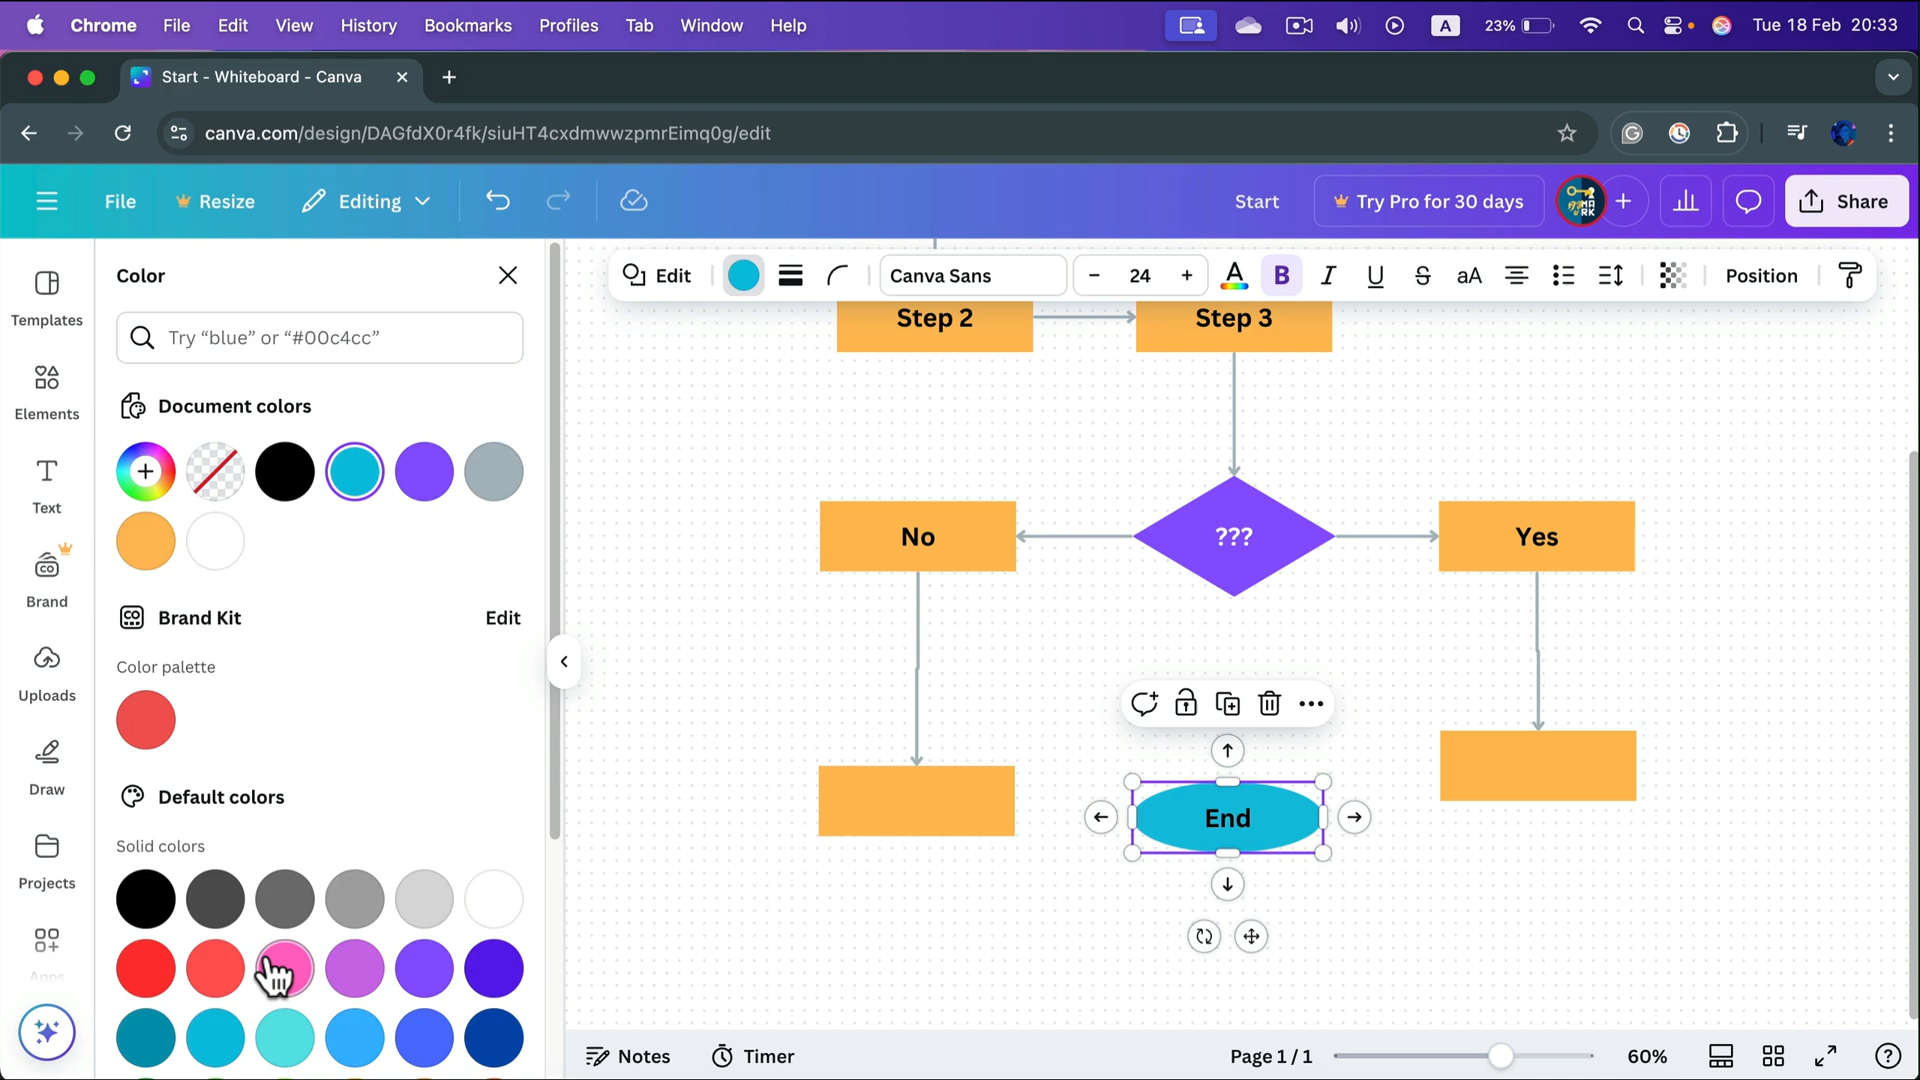 Chrome File Edit View History Bookmarks Profiles Tab Window Help A 23% Tue 18 Feb 20:33
Start - Whiteboard - Canva
canva.com/design/DAGfdX0r4fk/siuHT4cxdmwwzpmrEimq0g/edit
File Resize Editing Start Try Pro for 30 days Share
Templates
Elements
Text
Brand
Uploads
Draw
Projects
Apps
Color
Try “blue” or “#00c4cc”
Document colors
Brand Kit Edit
Color palette
Default colors
Solid colors
Edit Canva Sans – 24 + A B I U S aA Position
Step 2 Step 3
No ??? Yes
End
Notes Timer Page 1 / 1 60%